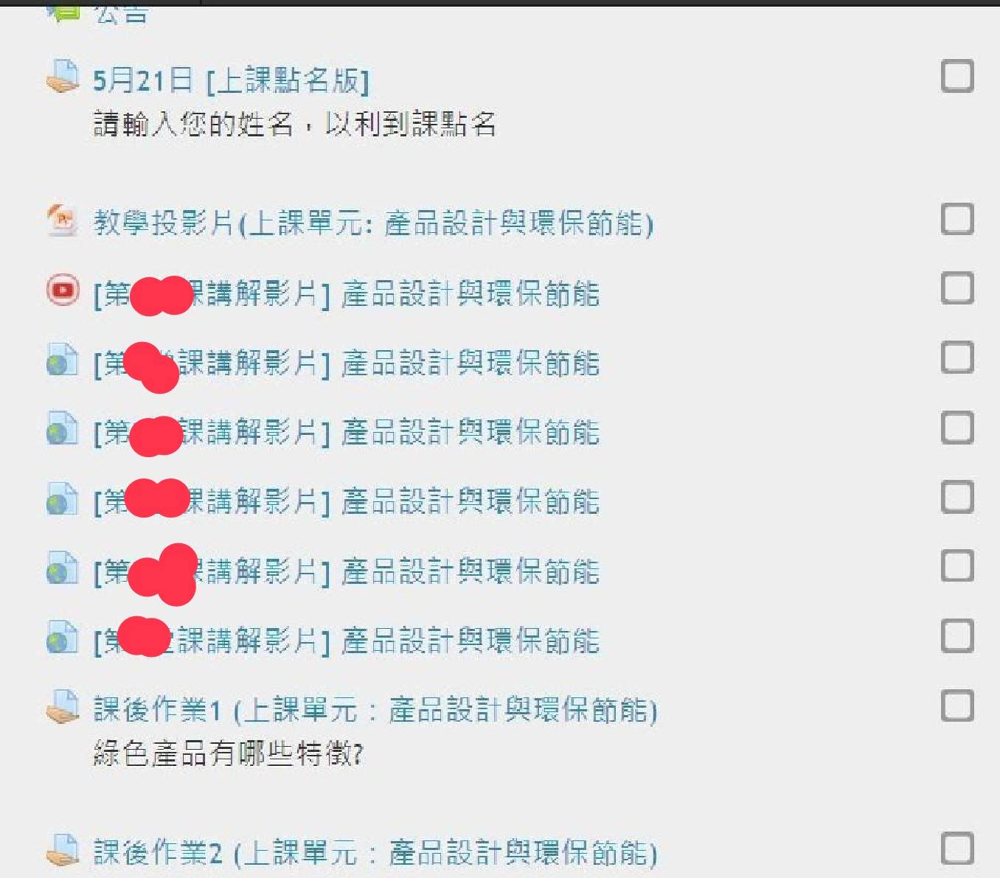 公告
5月21日 [上課點名版]
請輸入您的姓名，以利到課點名
教學投影片(上課單元: 產品設計與環保節能)
[第 課講解影片] 產品設計與環保節能
[第 課講解影片] 產品設計與環保節能
[第 課講解影片] 產品設計與環保節能
[第 課講解影片] 產品設計與環保節能
[第 課講解影片] 產品設計與環保節能
[第 課講解影片] 產品設計與環保節能
課後作業1 (上課單元：產品設計與環保節能)
綠色產品有哪些特徵?
課後作業2 (上課單元：產品設計與環保節能)